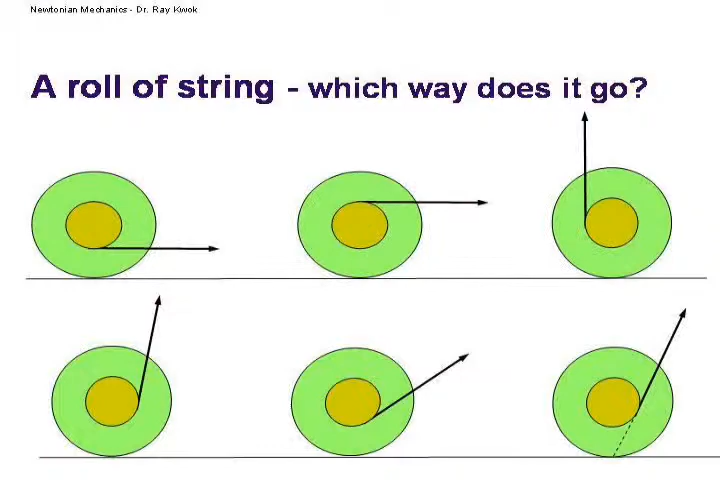 Newtonian Mechanics - Dr. Ray Kwok
A roll of string - which way does it go?